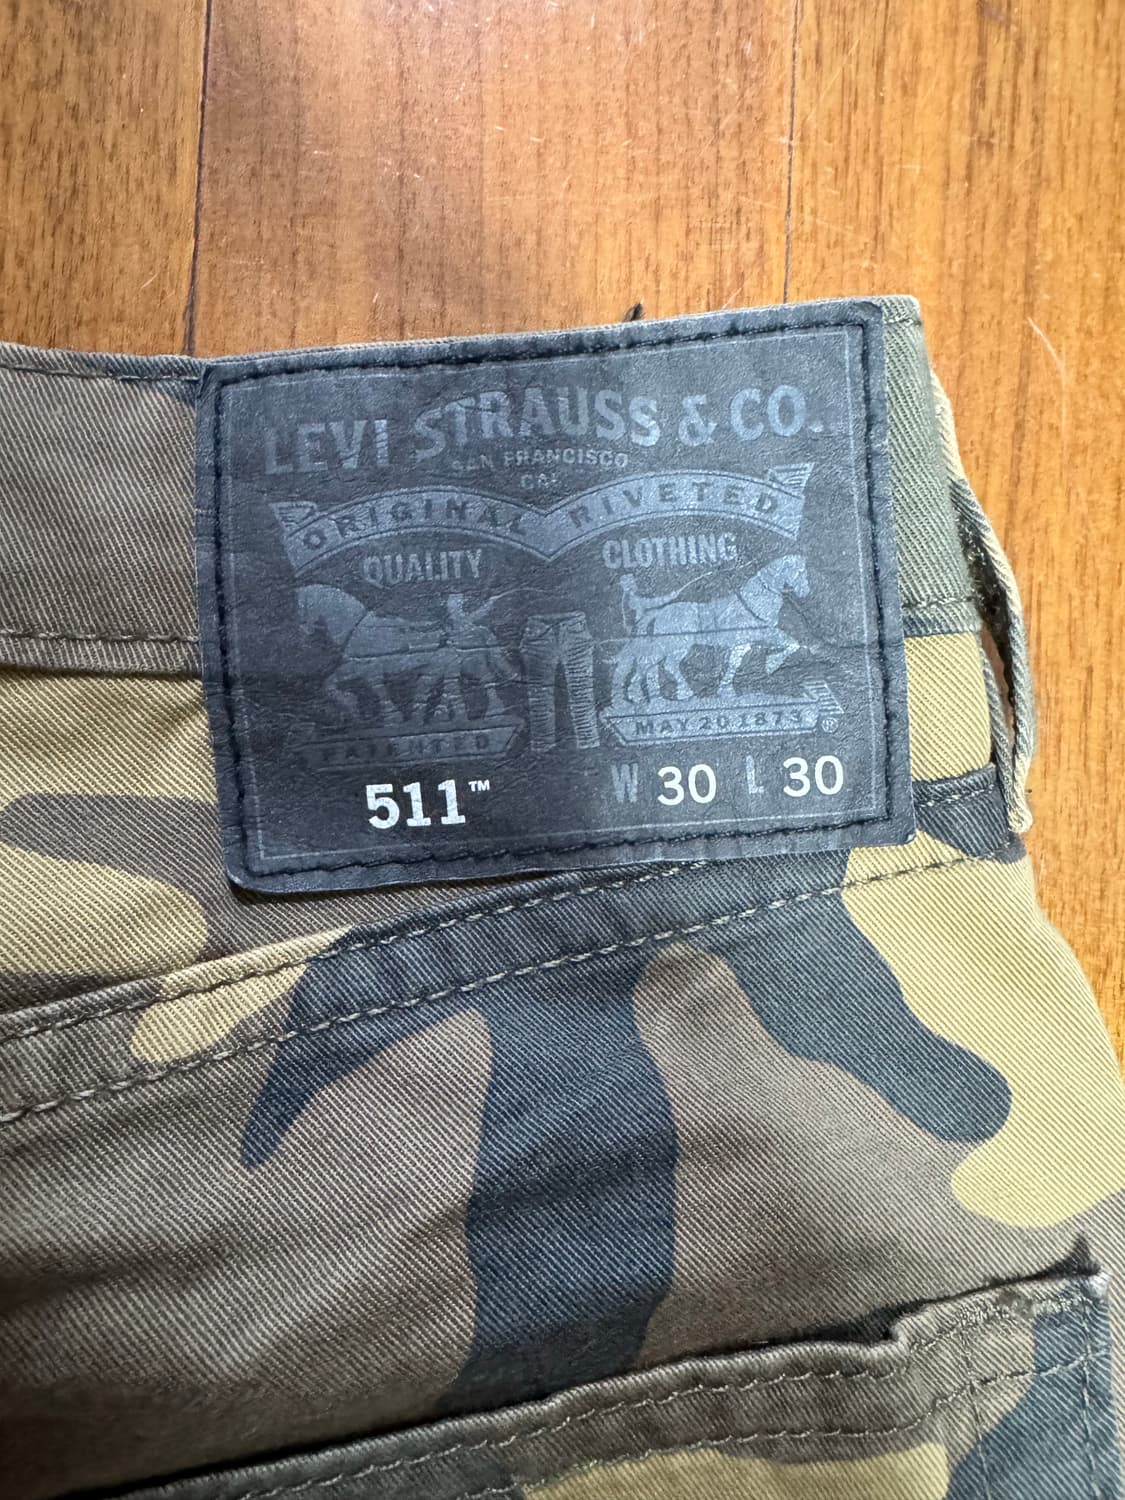 LEVI STRAUSS & CO.
SAN FRANCISCO
CAL
ORIGINAL RIVETED
QUALITY CLOTHING
PATENTED MAY 20 1873 ®
511™ W 30 L 30